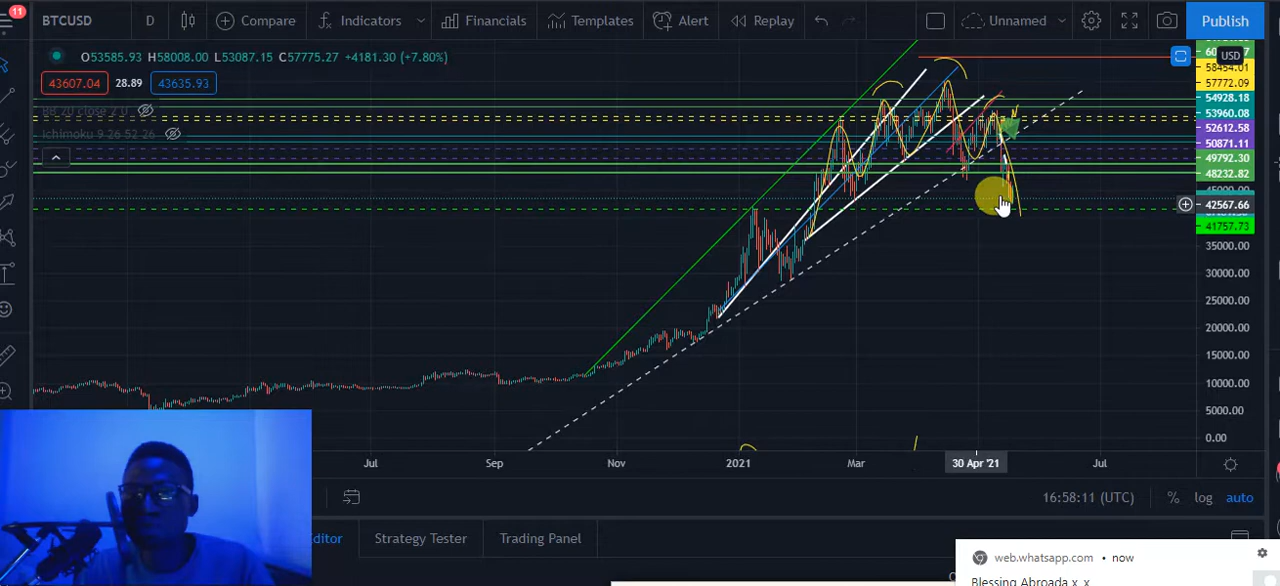 11
BTCUSD D Compare Indicators Financials Templates Alert Replay Unnamed Publish
O53585.93 H58008.00 L53087.15 C57775.27 +4181.30 (+7.80%)
USD
43607.04 28.89 43635.93
BB 20 close 2 0
Ichimoku 9 26 52 26
58454.01
57772.09
54928.18
53960.08
52612.58
50871.11
49792.30
48232.82
45000.00
42567.66
41757.73
35000.00
30000.00
25000.00
20000.00
15000.00
10000.00
5000.00
0.00
Jul Sep Nov 2021 Mar 30 Apr '21 Jul
16:58:11 (UTC) % log auto
Editor Strategy Tester Trading Panel
web.whatsapp.com • now
Blessing Abroada x x